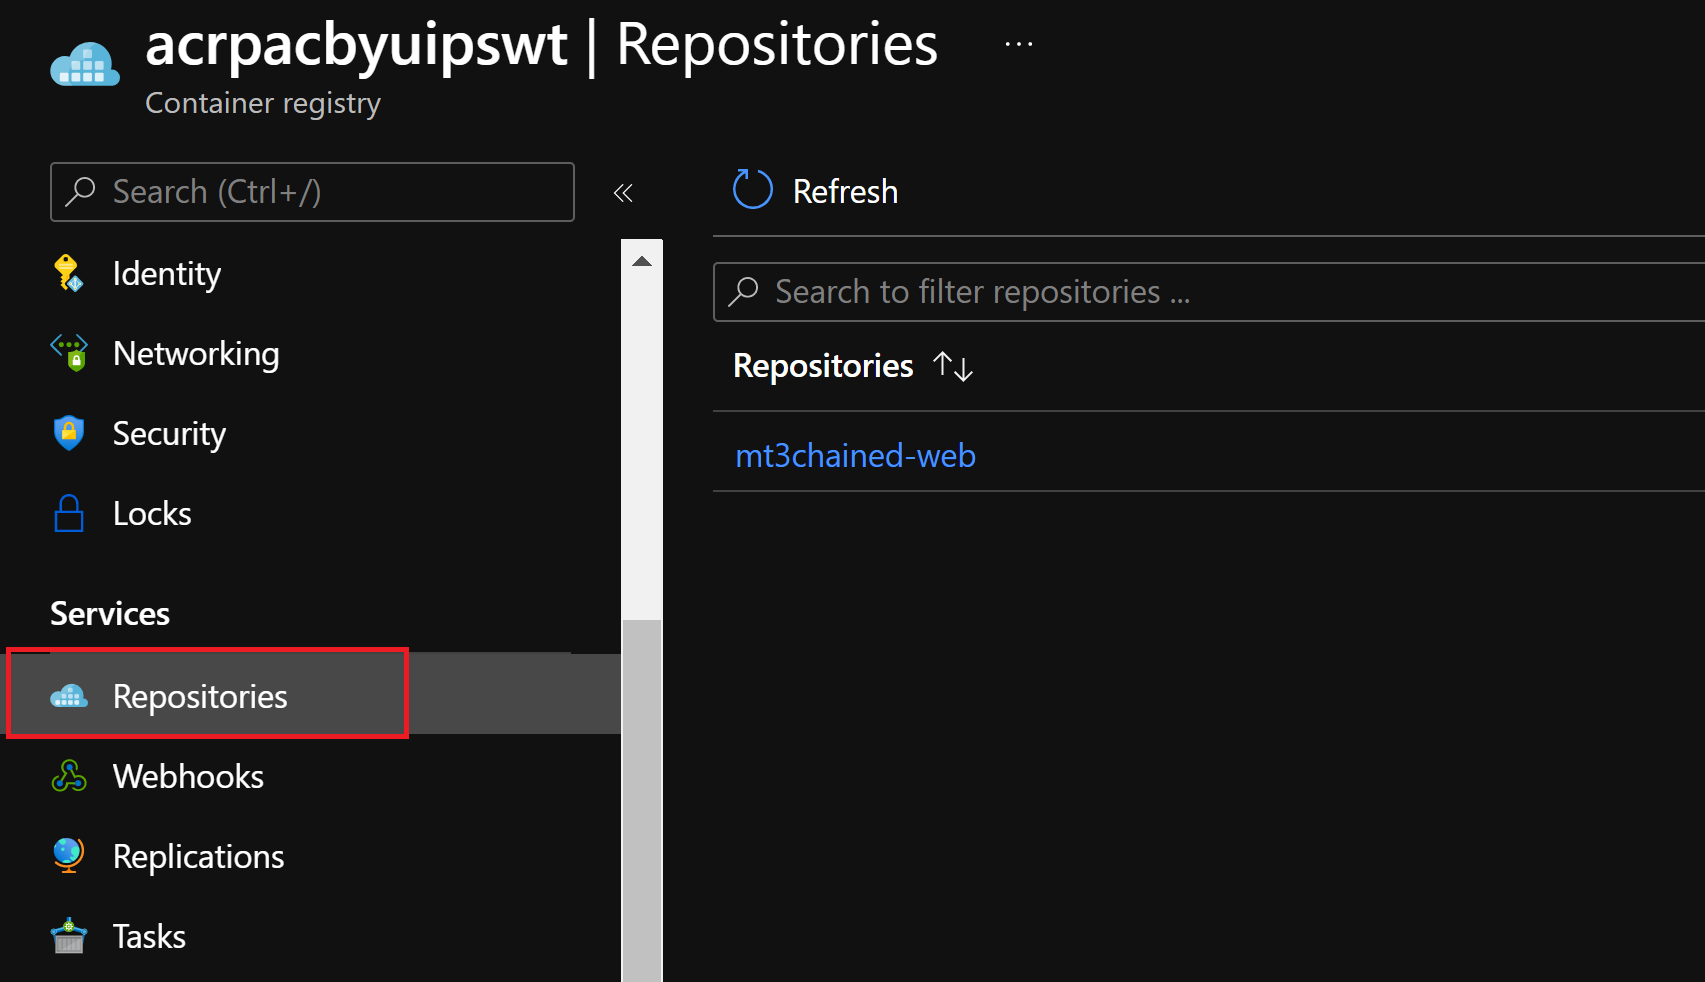 acrpacbyuipswt | Repositories ...
Container registry
Search (Ctrl+/)
Identity
Networking
Security
Locks
Services
Repositories
Webhooks
Replications
Tasks
Refresh
Search to filter repositories ...
Repositories ↑↓
mt3chained-web